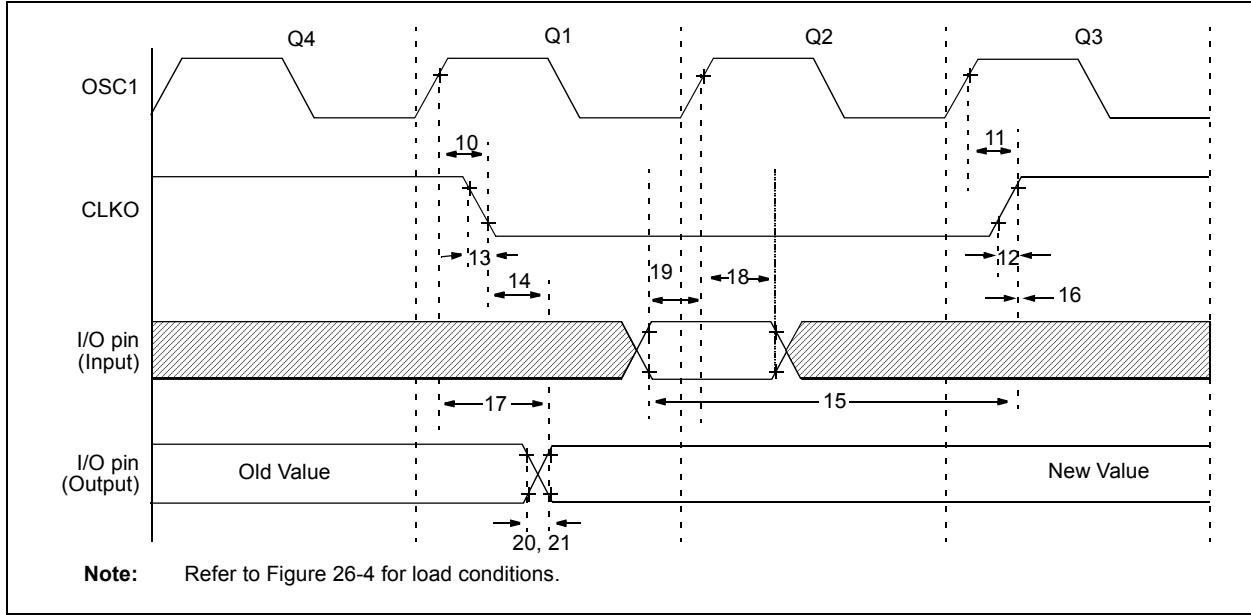 Q4 Q1 Q2 Q3
OSC1
10 11
CLKO
13 12
14 19 18 16
I/O pin
(Input)
17 15
I/O pin
(Output)
Old Value New Value
20, 21
Note: Refer to Figure 26-4 for load conditions.